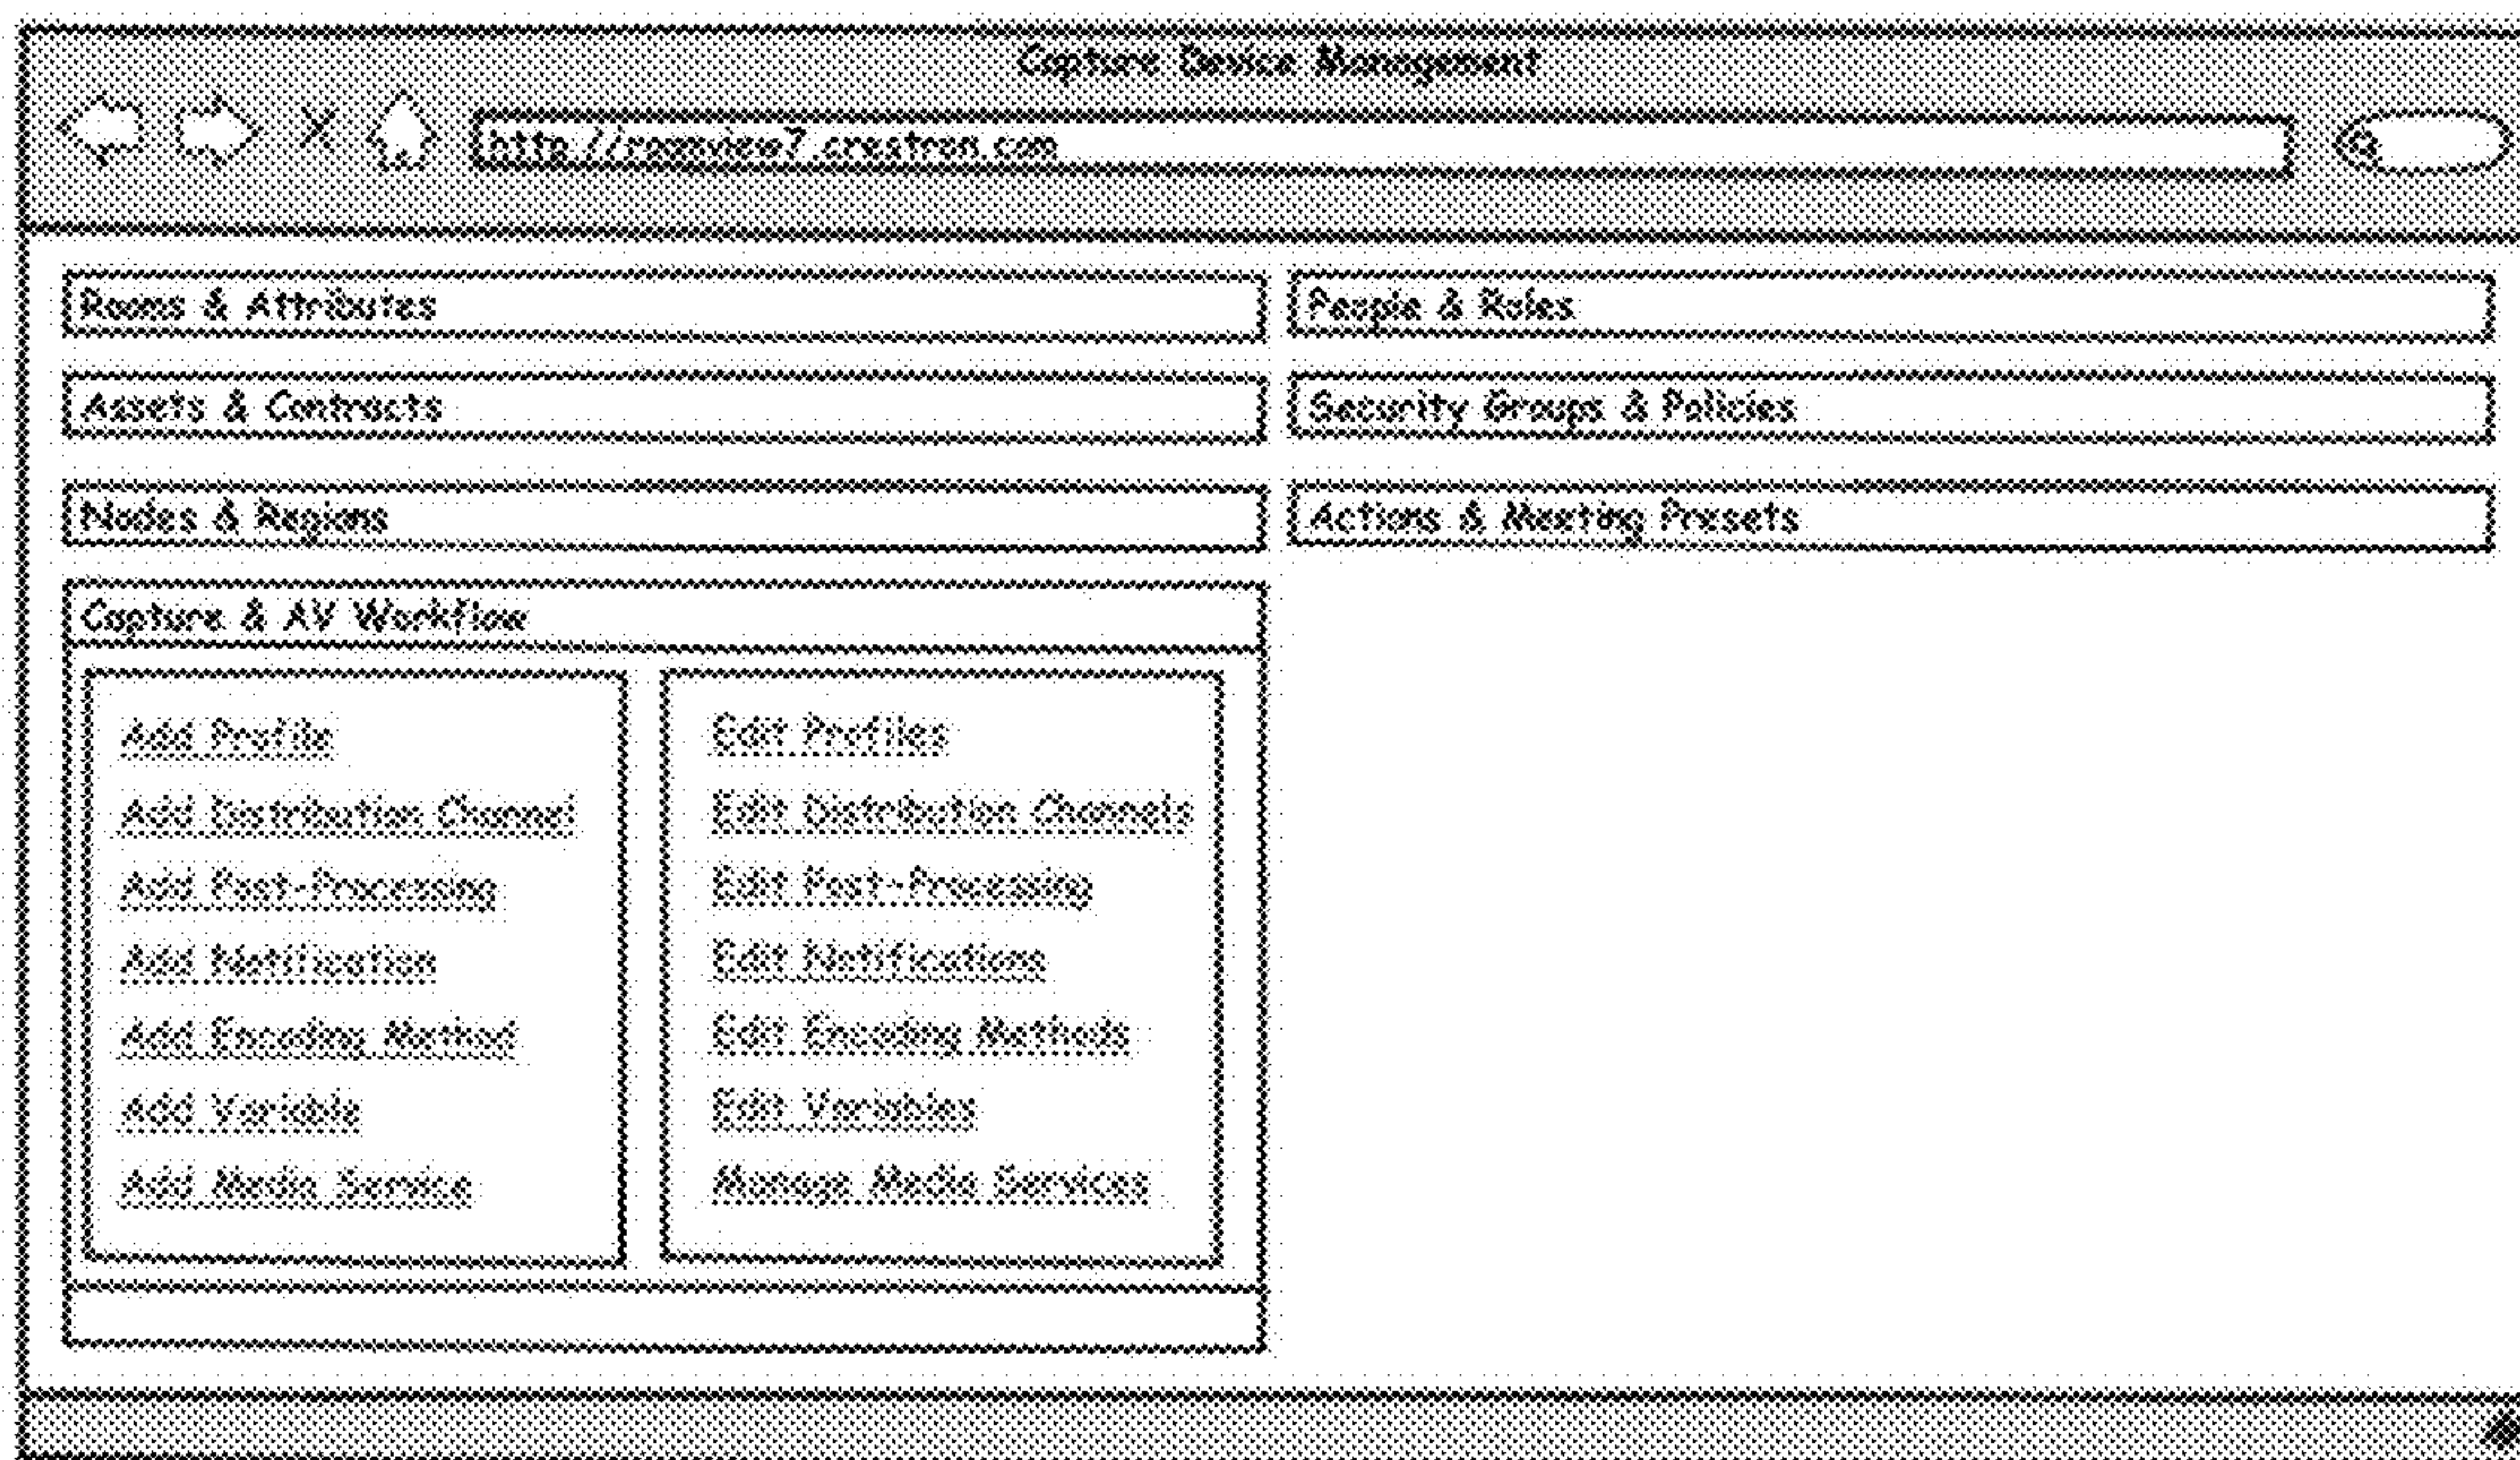 Capture Device Management
http://roomview7.crestron.com
Rooms & Attributes
People & Roles
Assets & Contracts
Security Groups & Policies
Nodes & Regions
Actions & Meeting Presets
Capture & AV Workflow
Add Profile
Add Distribution Channel
Add Post-Processing
Add Notification
Add Encoding Method
Add Variable
Add Media Service
Edit Profiles
Edit Distribution Channels
Edit Post-Processing
Edit Notifications
Edit Encoding Methods
Edit Variables
Manage Media Services